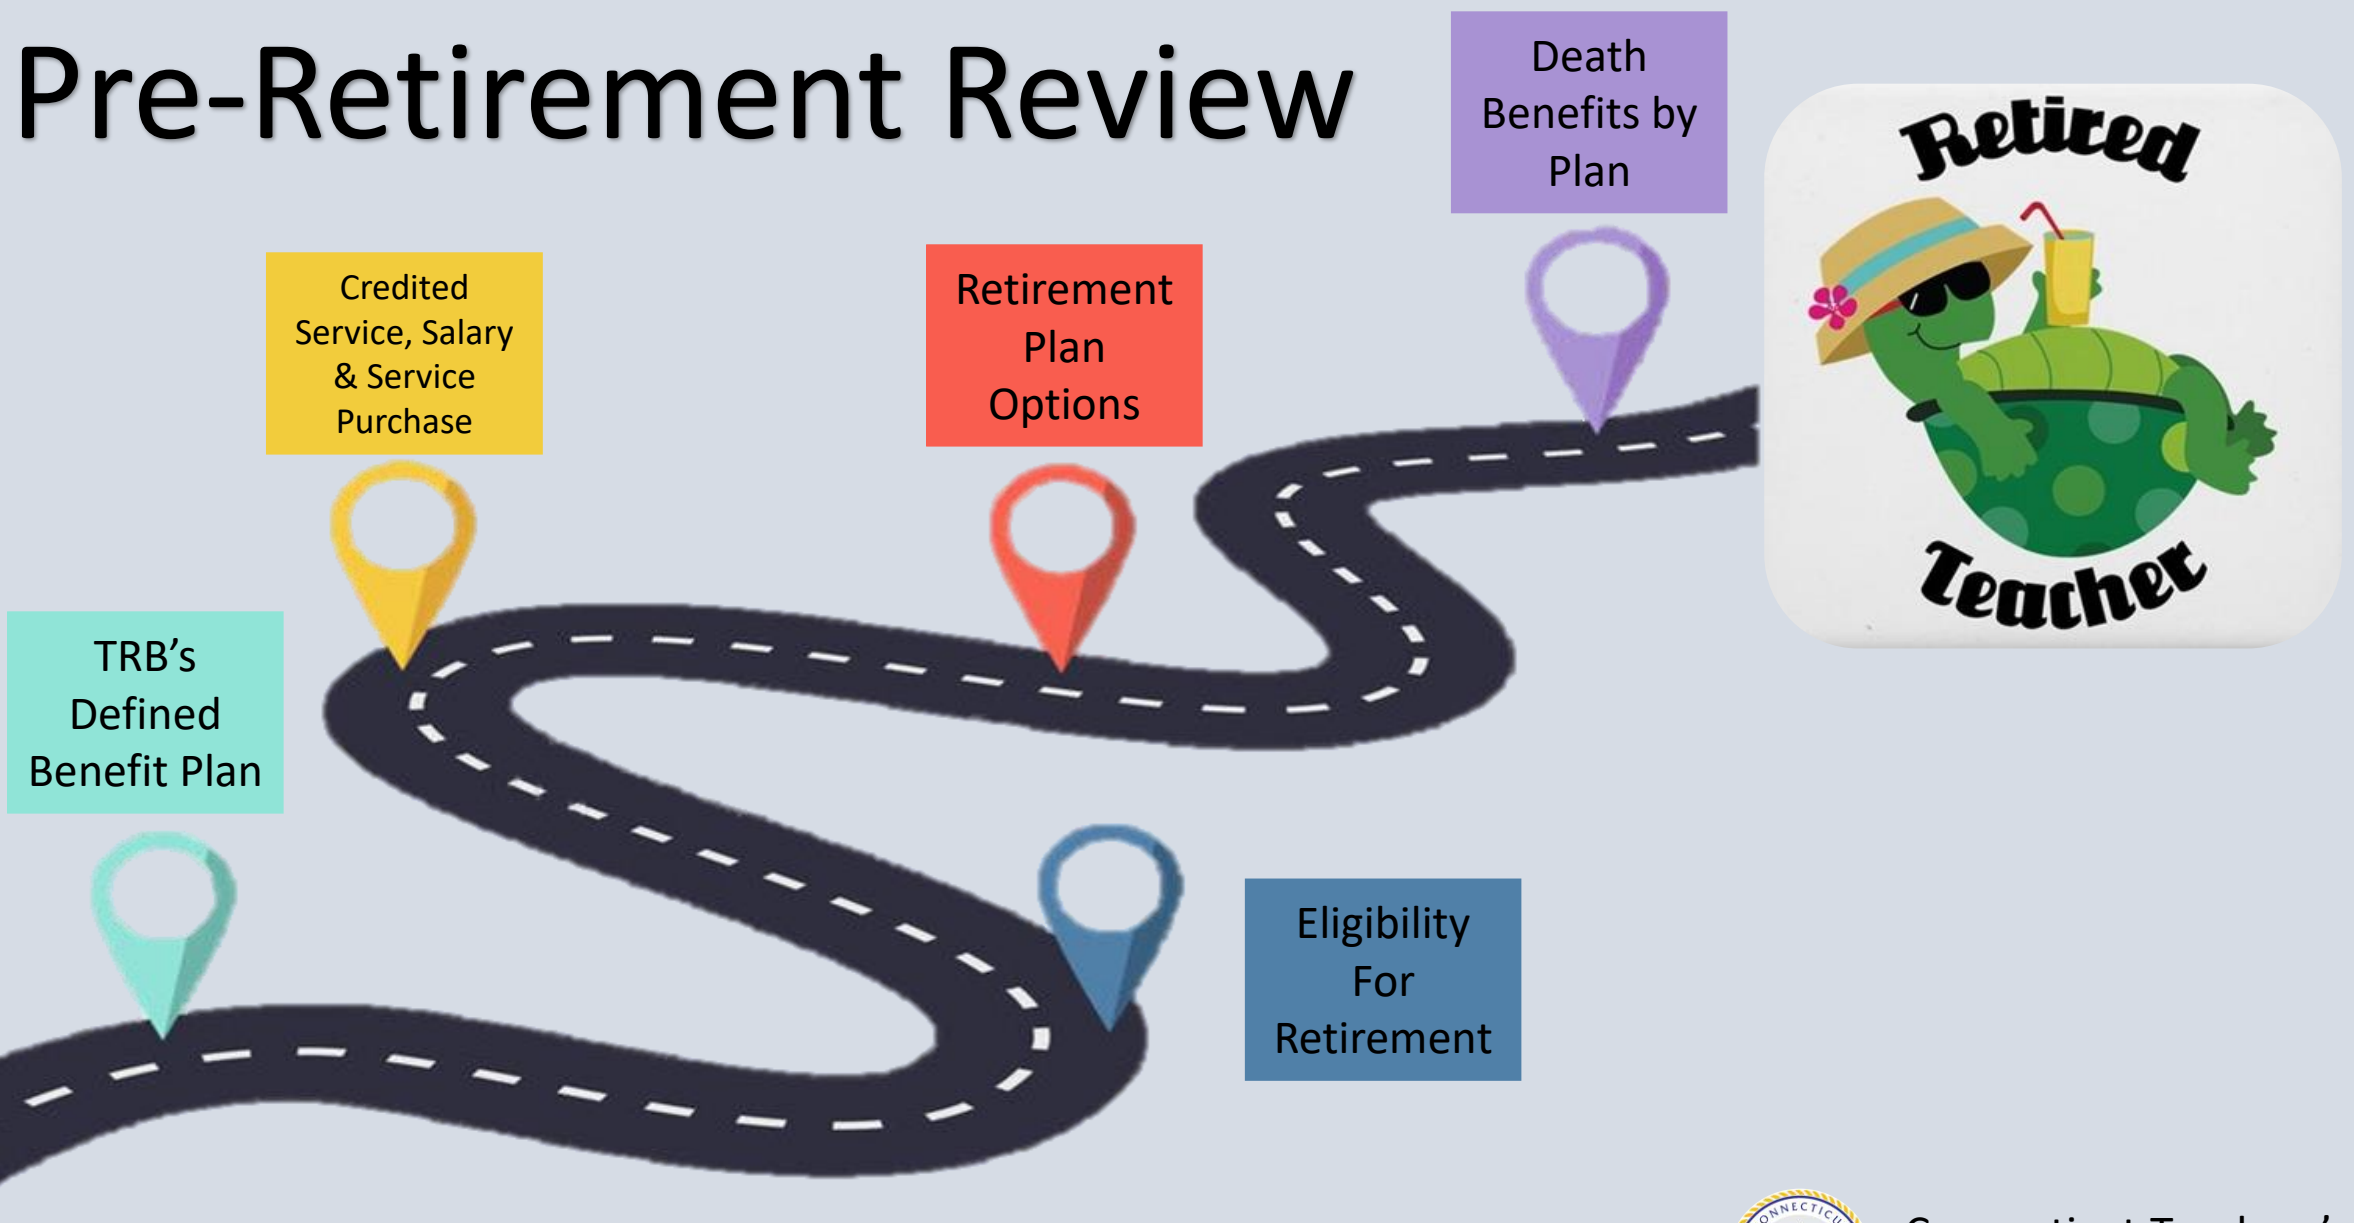 Pre-Retirement Review
Death
Benefits by
Plan
Retired
Teacher
Credited
Service, Salary
& Service
Purchase
Retirement
Plan
Options
TRB’s
Defined
Benefit Plan
Eligibility
For
Retirement